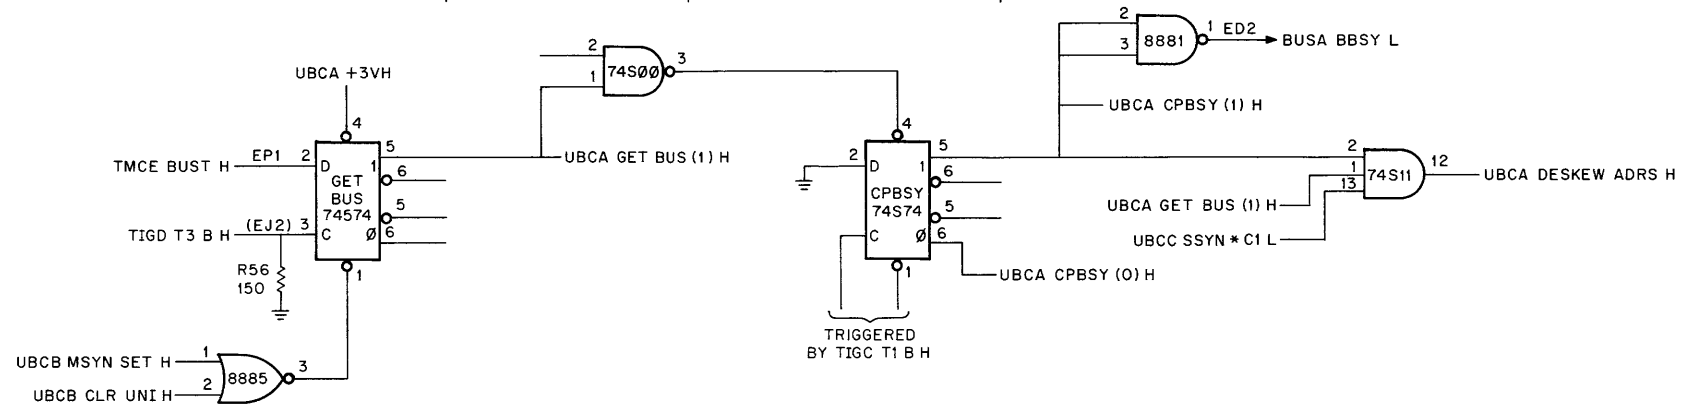 2
1 ED2
8881
BUSA BBSY L
3
2
3
74SØØ
1
UBCA +3VH
4
UBCA CPBSY (1) H
4
TMCE BUST H
EP1
2
D
1
5
GET
BUS
74574
6
5
UBCA GET BUS (1) H
2
D
1
5
CPBSY
74S74
6
5
2
1
74S11
13
12
UBCA DESKEW ADRS H
UBCA GET BUS (1) H
TIGD T3 B H
(EJ2)
3
C
Ø
6
C
Ø
6
UBCC SSYN * C1 L
R56
150
1
1
UBCA CPBSY (0) H
TRIGGERED
BY TIGC T1 B H
UBCB MSYN SET H
1
8885
3
UBCB CLR UNI H
2